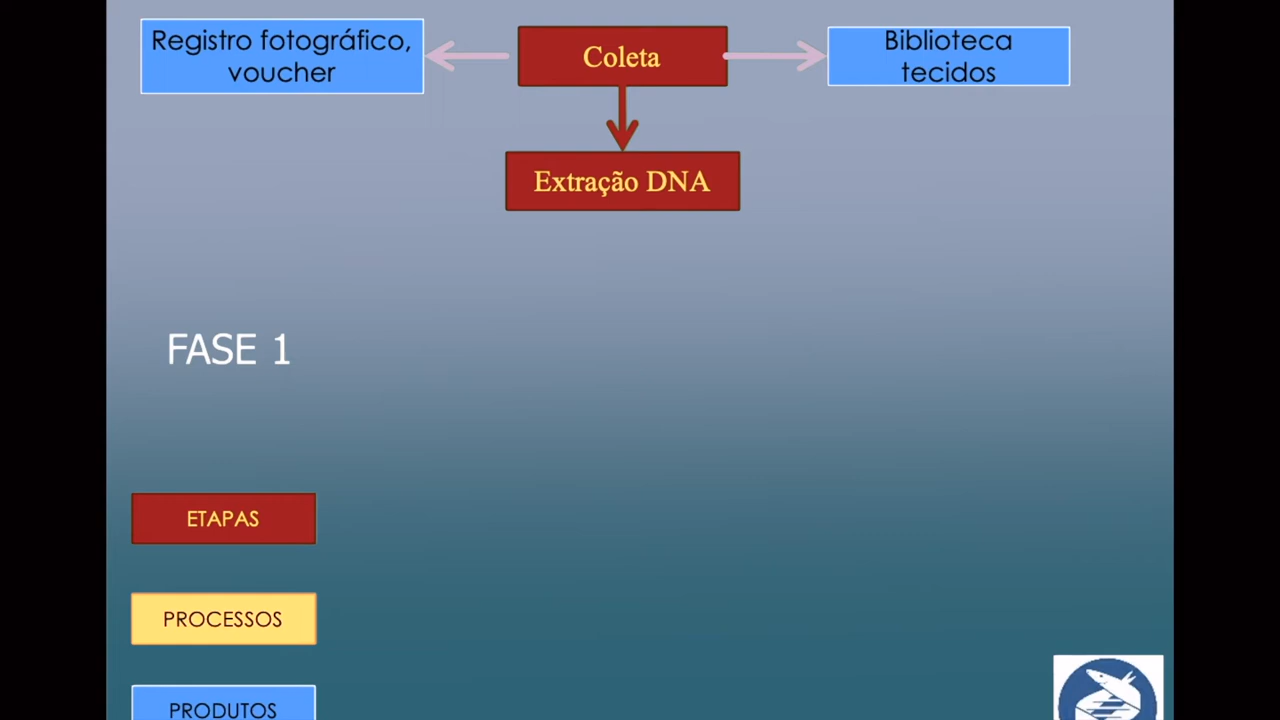 Registro fotográfico,
voucher
Coleta
Biblioteca
tecidos
Extração DNA
FASE 1
ETAPAS
PROCESSOS
PRODUTOS